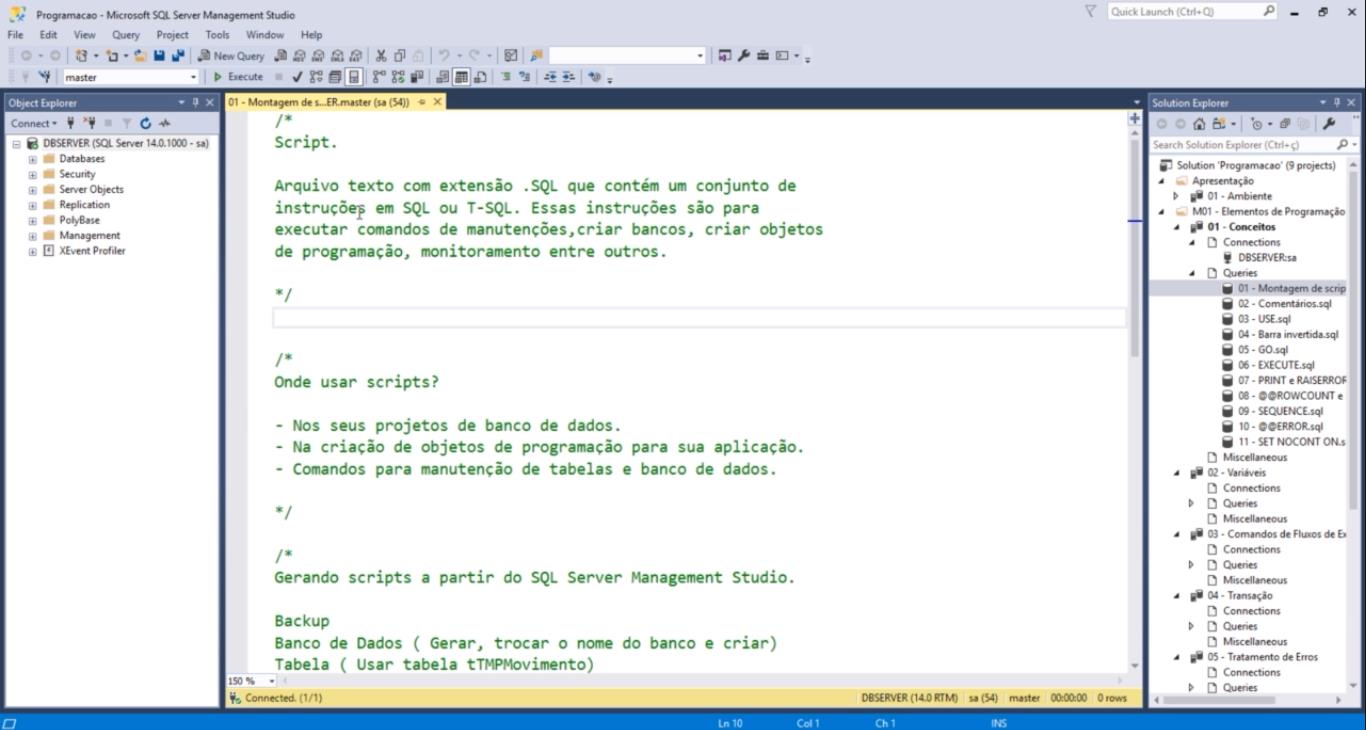 Programacao - Microsoft SQL Server Management Studio
Quick Launch (Ctrl+Q)
File Edit View Query Project Tools Window Help
New Query
master
Execute
Object Explorer
Connect
DBSERVER (SQL Server 14.0.1000 - sa)
Databases
Security
Server Objects
Replication
PolyBase
Management
XEvent Profiler
01 - Montagem de s...ER.master (sa (54))
/*
Script.
Arquivo texto com extensão .SQL que contém um conjunto de
instruções em SQL ou T-SQL. Essas instruções são para
executar comandos de manutenções,criar bancos, criar objetos
de programação, monitoramento entre outros.
*/
/*
Onde usar scripts?
- Nos seus projetos de banco de dados.
- Na criação de objetos de programação para sua aplicação.
- Comandos para manutenção de tabelas e banco de dados.
*/
/*
Gerando scripts a partir do SQL Server Management Studio.
Backup
Banco de Dados ( Gerar, trocar o nome do banco e criar)
Tabela ( Usar tabela tTMPMovimento)
150 %
Connected. (1/1)
DBSERVER (14.0 RTM) sa (54) master 00:00:00 0 rows
Solution Explorer
Search Solution Explorer (Ctrl+ç)
Solution 'Programacao' (9 projects)
Apresentação
01 - Ambiente
M01 - Elementos de Programação
01 - Conceitos
Connections
DBSERVER:sa
Queries
01 - Montagem de scrip
02 - Comentários.sql
03 - USE.sql
04 - Barra invertida.sql
05 - GO.sql
06 - EXECUTE.sql
07 - PRINT e RAISERROR
08 - @@ROWCOUNT e
09 - SEQUENCE.sql
10 - @@ERROR.sql
11 - SET NOCONT ON.s
Miscellaneous
02 - Variáveis
Connections
Queries
Miscellaneous
03 - Comandos de Fluxos de Ex
Connections
Queries
Miscellaneous
04 - Transação
Connections
Queries
Miscellaneous
05 - Tratamento de Erros
Connections
Queries
Ln 10 Col 1 Ch 1 INS